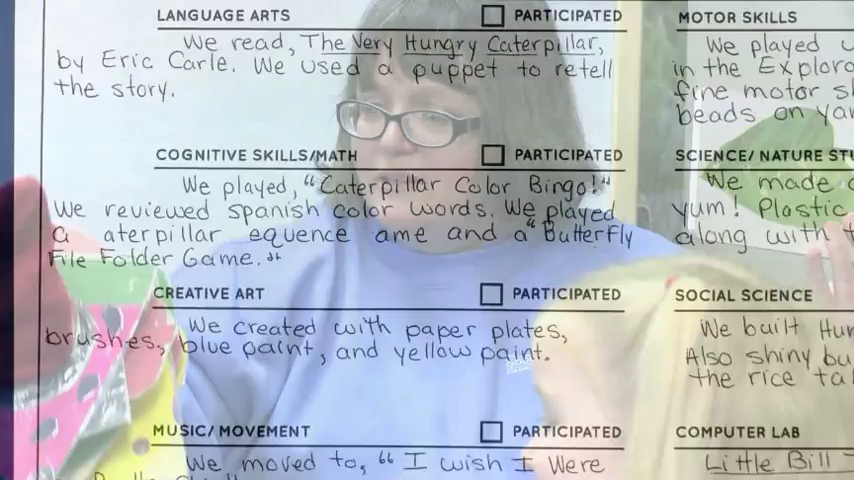 LANGUAGE ARTS PARTICIPATED
We read, The Very Hungry Caterpillar,
by Eric Carle. We used a puppet to retell
the story.
COGNITIVE SKILLS/MATH PARTICIPATED
We played, "Caterpillar Color Bingo!"
We reviewed spanish color words. We played
a aterpillar equence ame and a "Butterfly
File Folder Game."
CREATIVE ART PARTICIPATED
We created with paper plates,
brushes, blue paint, and yellow paint.
MUSIC/MOVEMENT PARTICIPATED
We moved to, "I wish I Were
MOTOR SKILLS
We played
in the Explora
fine motor
beads on
SCIENCE/NATURE
We made
yum! Plastic
along with
SOCIAL SCIENCE
We built
Also shiny
the rice
COMPUTER LAB
Little Bill